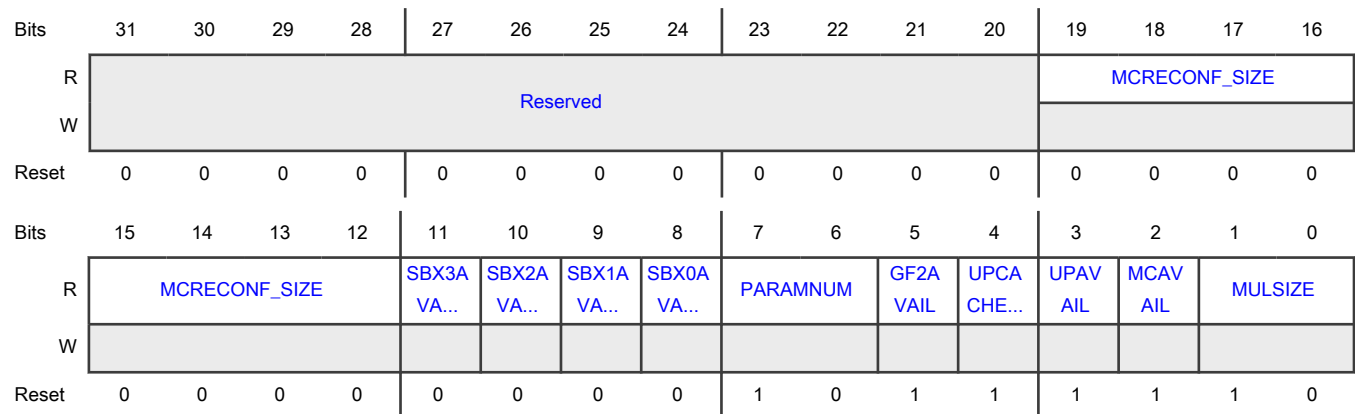 Bits 31 30 29 28 27 26 25 24 23 22 21 20 19 18 17 16
R Reserved MCRECONF_SIZE
W
Reset 0 0 0 0 0 0 0 0 0 0 0 0 0 0 0 0
Bits 15 14 13 12 11 10 9 8 7 6 5 4 3 2 1 0
R MCRECONF_SIZE SBX3A VA... SBX2A VA... SBX1A VA... SBX0A VA... PARAMNUM GF2A VAIL UPCA CHE... UPAV AIL MCAV AIL MULSIZE
W
Reset 0 0 0 0 0 0 0 0 1 0 1 1 1 1 1 0